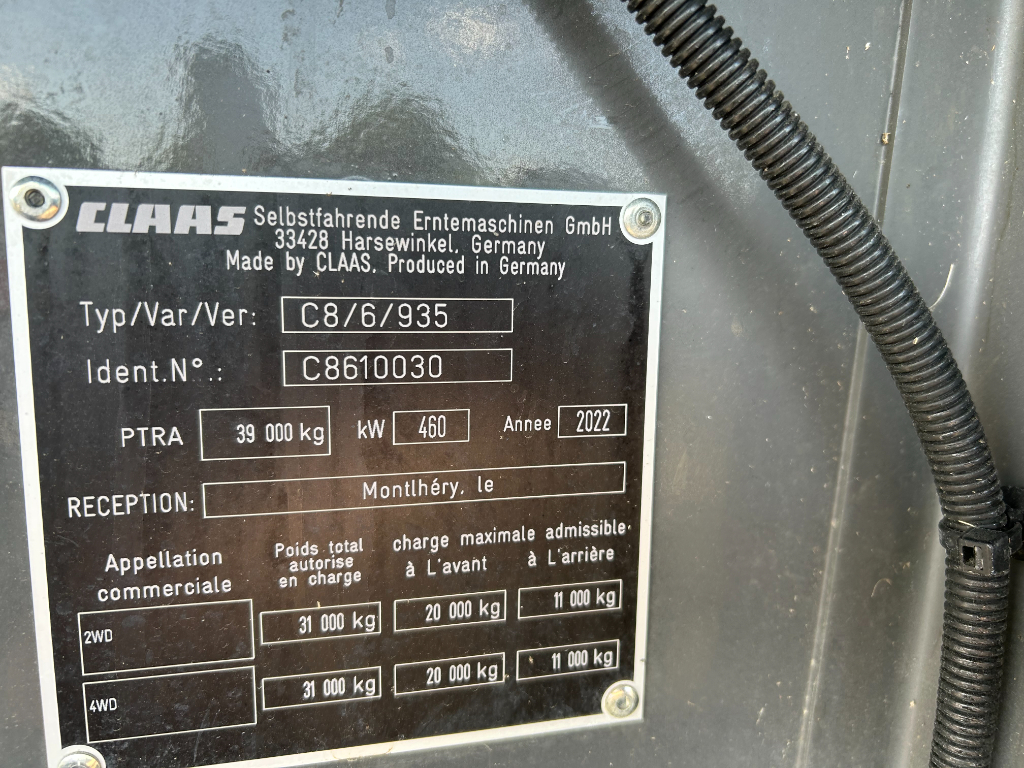 CLAAS Selbstfahrende Erntemaschinen GmbH
33428 Harsewinkel, Germany
Made by CLAAS. Produced in Germany
Typ/Var/Ver: C8/6/935
Ident.N°.: C8610030
PTRA 39 000 kg kW 460 Annee 2022
RECEPTION: Montlhéry, le
Appellation commerciale
Poids total autorise en charge
charge maximale admissible
à L'avant à L'arrière
2WD 31 000 kg 20 000 kg 11 000 kg
4WD 31 000 kg 20 000 kg 11 000 kg